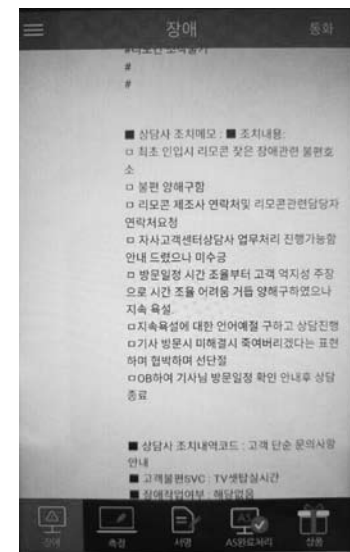 장애
통화
#리모컨 조작불가
#
#
■ 상담사 조치메모 : ■ 조치내용:
ㅁ 최초 인입시 리모콘 잦은 장애관련 불편호
소
ㅁ 불편 양해구함
ㅁ 리모콘 제조사 연락처및 리모콘관련담당자
연락처요청
ㅁ 자사고객센터상담사 업무처리 진행가능함
안내 드렸으나 미수긍
ㅁ 방문일정 시간 조율부터 고객 억지성 주장
으로 시간 조율 어려움 거듭 양해구하였으나
지속 욕설.
ㅁ지속욕설에 대한 언어예절 구하고 상담진행
ㅁ기사 방문시 미해결시 죽여버리겠다는 표현
하며 협박하며 선단절
ㅁOB하여 기사님 방문일정 확인 안내후 상담
종료
■ 상담사 조치내역코드 : 고객 단순 문의사항
안내
■ 고객불편SVC : TV셋탑실시간
■ 장애작업여부 : 해당없음
장애
측정
서명
AS완료처리
상품